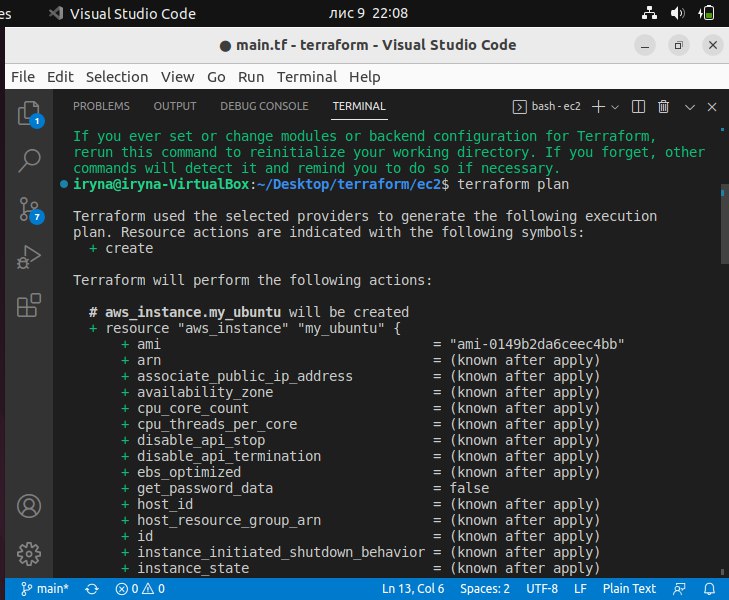 es Visual Studio Code лис 9 22:08
● main.tf - terraform - Visual Studio Code
File Edit Selection View Go Run Terminal Help
PROBLEMS OUTPUT DEBUG CONSOLE TERMINAL bash - ec2
If you ever set or change modules or backend configuration for Terraform,
rerun this command to reinitialize your working directory. If you forget, other
commands will detect it and remind you to do so if necessary.
iryna@iryna-VirtualBox:~/Desktop/terraform/ec2$ terraform plan
Terraform used the selected providers to generate the following execution
plan. Resource actions are indicated with the following symbols:
+ create
Terraform will perform the following actions:
# aws_instance.my_ubuntu will be created
+ resource "aws_instance" "my_ubuntu" {
+ ami = "ami-0149b2da6ceec4bb"
+ arn = (known after apply)
+ associate_public_ip_address = (known after apply)
+ availability_zone = (known after apply)
+ cpu_core_count = (known after apply)
+ cpu_threads_per_core = (known after apply)
+ disable_api_stop = (known after apply)
+ disable_api_termination = (known after apply)
+ ebs_optimized = (known after apply)
+ get_password_data = false
+ host_id = (known after apply)
+ host_resource_group_arn = (known after apply)
+ id = (known after apply)
+ instance_initiated_shutdown_behavior = (known after apply)
+ instance_state = (known after apply)
1
7
main* 0 0 Ln 13, Col 6 Spaces: 2 UTF-8 LF Plain Text